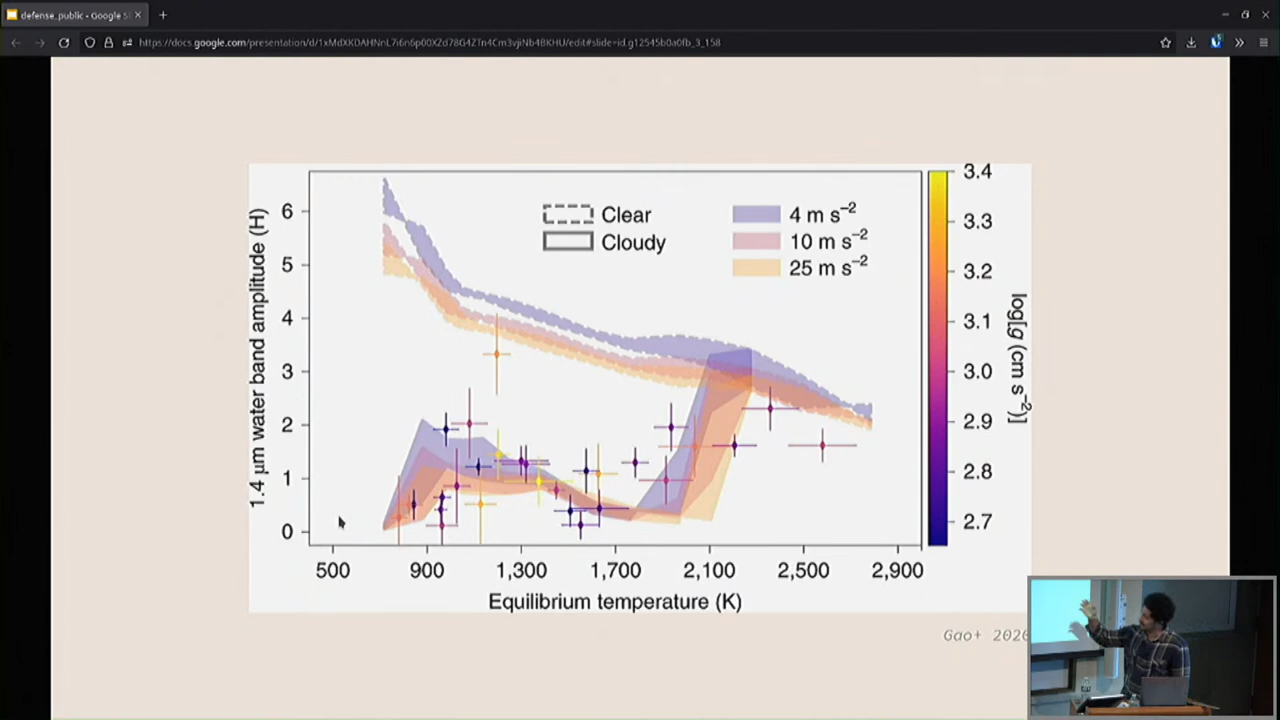 defense_public - Google Sl
https://docs.google.com/presentation/d/1xMdXKDAHNnL7i6n6p00XZd78G4ZTn4Cm3vjiNb4BKHU/edit#slide=id.g12545b0a0fb_3_158
Clear
Cloudy
4 m s⁻²
10 m s⁻²
25 m s⁻²
1.4 μm water band amplitude (H)
6
5
4
3
2
1
0
500
900
1,300
1,700
2,100
2,500
2,900
Equilibrium temperature (K)
3.4
3.3
3.2
3.1
3.0
2.9
2.8
2.7
log[g (cm s⁻²)]
Gao+ 2020